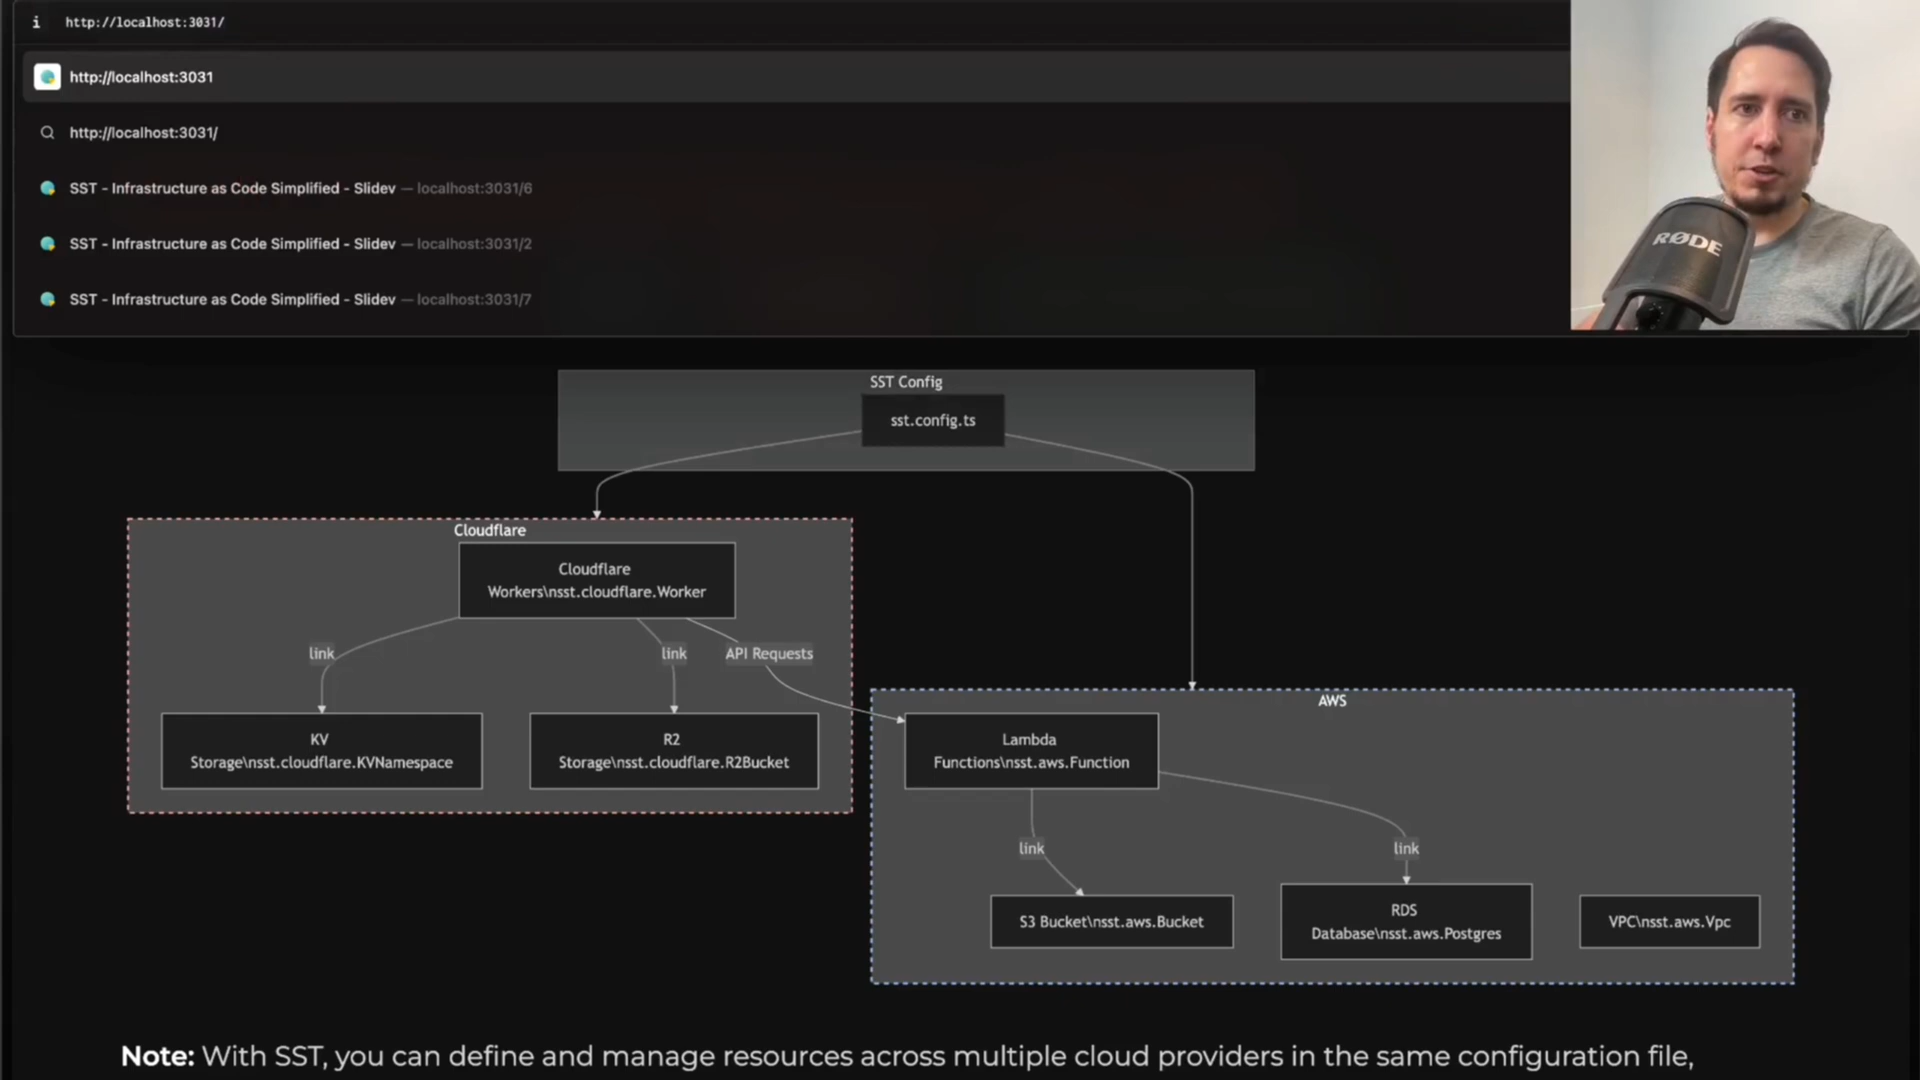 i http://localhost:3031/
http://localhost:3031
http://localhost:3031/
SST - Infrastructure as Code Simplified - Slidev — localhost:3031/6
SST - Infrastructure as Code Simplified - Slidev — localhost:3031/2
SST - Infrastructure as Code Simplified - Slidev — localhost:3031/7
RØDE
SST Config
sst.config.ts
Cloudflare
Cloudflare
Workers\nsst.cloudflare.Worker
link
link
API Requests
KV
Storage\nsst.cloudflare.KVNamespace
R2
Storage\nsst.cloudflare.R2Bucket
AWS
Lambda
Functions\nsst.aws.Function
link
link
S3 Bucket\nsst.aws.Bucket
RDS
Database\nsst.aws.Postgres
VPC\nsst.aws.Vpc
Note: With SST, you can define and manage resources across multiple cloud providers in the same configuration file,